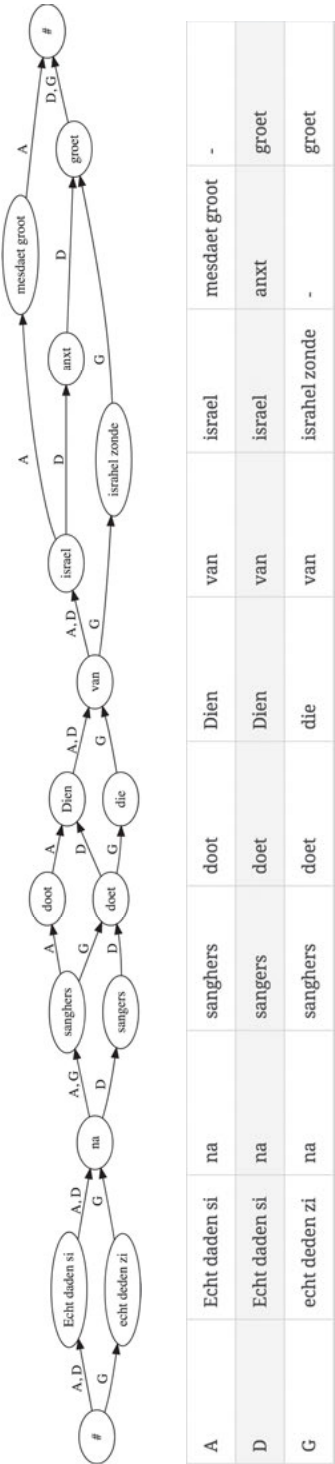 #
A, D
G
Echt daden si
echt deden zi
A, D
G
na
A, G
D
sanghers
sangers
A
G
D
doot
doet
A
D
G
Dien
die
A, D
G
van
A, D
G
israel
israhel zonde
A
D
G
anxt
D
mesdaet groot
groet
A
D, G
#
A Echt daden si na sanghers doot Dien van israel mesdaet groot -
D Echt daden si na sangers doet Dien van israel anxt groet
G echt deden zi na sanghers doet die van israhel zonde - groet